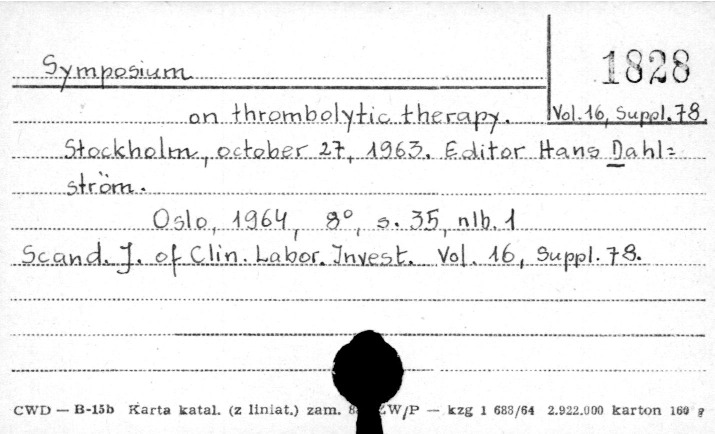 Symposium
1828
on thrombolytic therapy.
Vol. 16, Suppl. 78.
Stockholm, october 27, 1963. Editor Hans Dahl=
ström.
Oslo, 1964, 8°, s. 35, nlb. 1
Scand. J. of Clin. Labor. Invest. Vol. 16, Suppl. 78.
CWD — B-15b Karta katal. (z liniat.) zam. ZW/P — kzg 1 688/64 2.922.000 karton 160 g